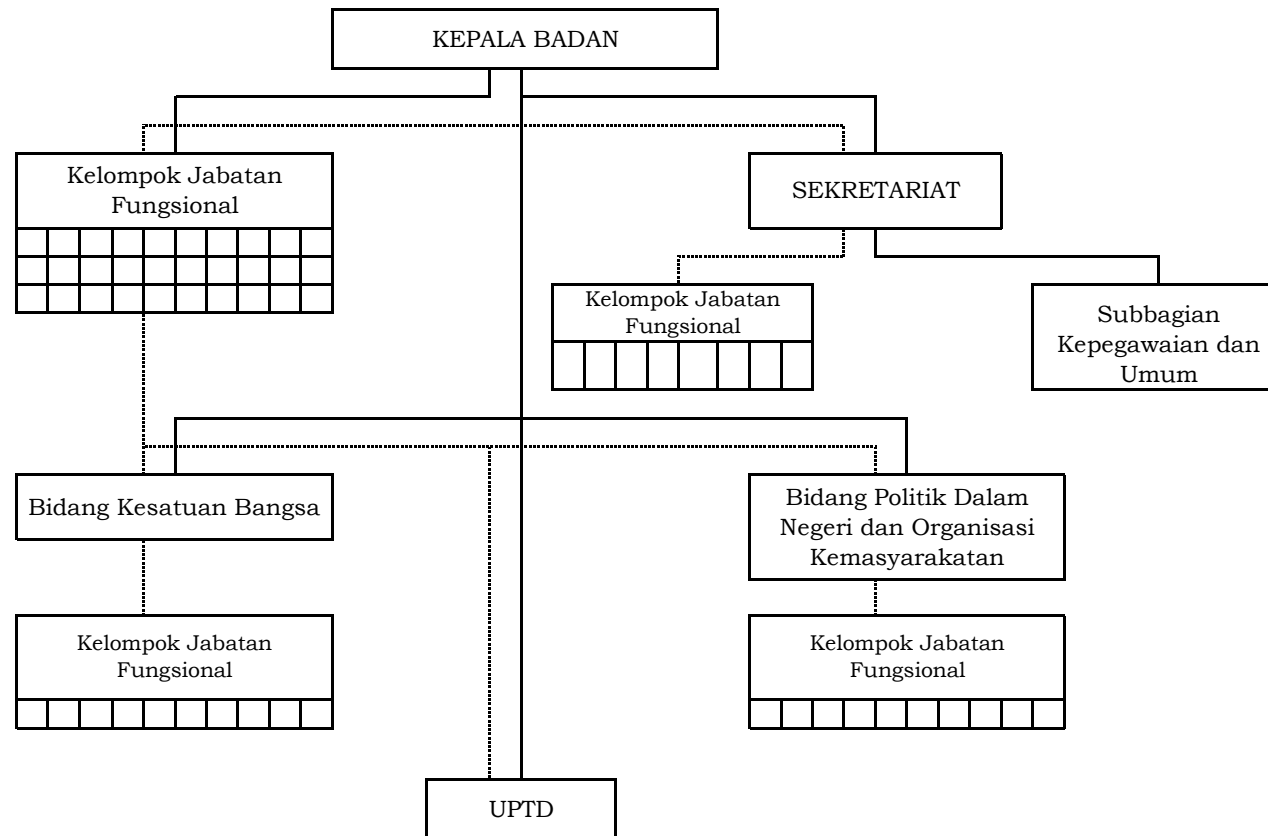 KEPALA BADAN
Kelompok Jabatan
Fungsional
SEKRETARIAT
Kelompok Jabatan
Fungsional
Subbagian
Kepegawaian dan
Umum
Bidang Kesatuan Bangsa
Bidang Politik Dalam
Negeri dan Organisasi
Kemasyarakatan
Kelompok Jabatan
Fungsional
Kelompok Jabatan
Fungsional
UPTD